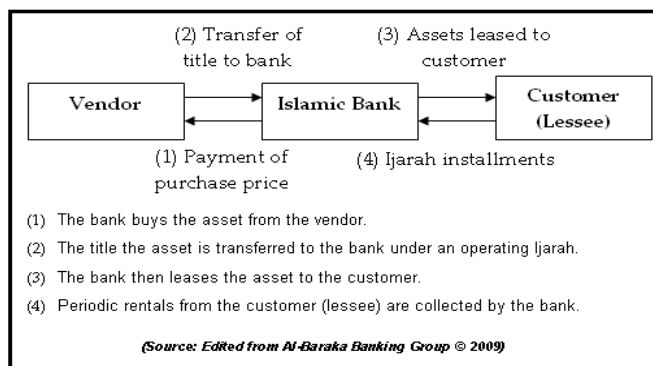 (2) Transfer of
title to bank
(3) Assets leased to
customer
Vendor
Islamic Bank
Customer
(Lessee)
(1) Payment of
purchase price
(4) Ijarah installments
(1) The bank buys the asset from the vendor.
(2) The title the asset is transferred to the bank under an operating Ijarah.
(3) The bank then leases the asset to the customer.
(4) Periodic rentals from the customer (lessee) are collected by the bank.
(Source: Edited from Al-Baraka Banking Group © 2009)